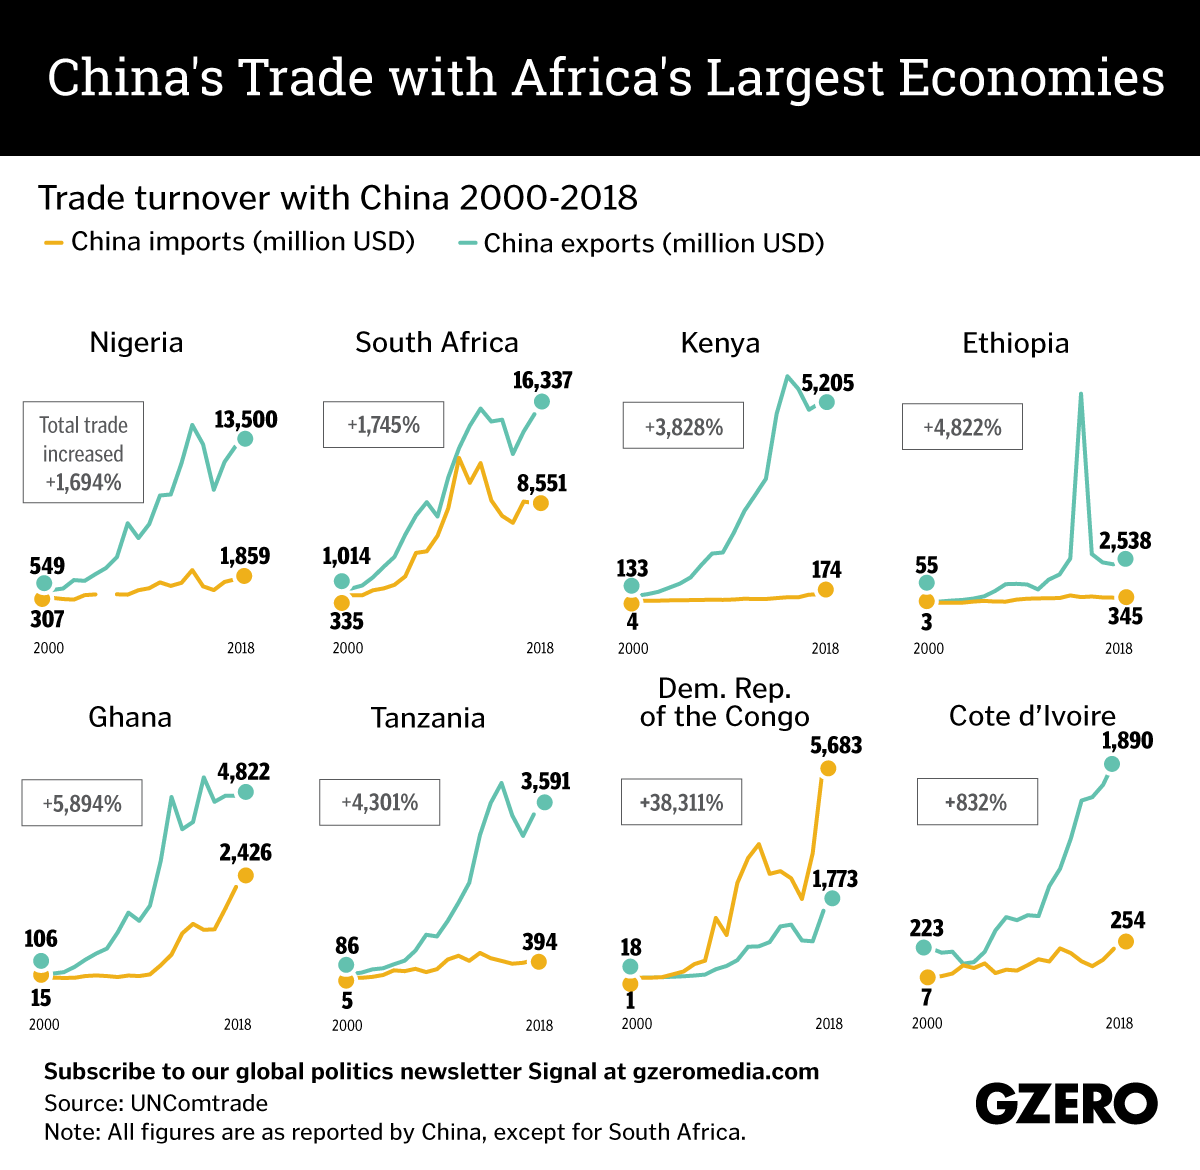 China's Trade with Africa's Largest Economies
Trade turnover with China 2000-2018
China imports (million USD)
China exports (million USD)
Nigeria
Total trade
increased
+1,694%
13,500
549
1,859
307
2000
2018
South Africa
+1,745%
16,337
8,551
1,014
335
2000
2018
Kenya
+3,828%
5,205
133
174
4
2000
2018
Ethiopia
+4,822%
2,538
55
345
3
2000
2018
Ghana
+5,894%
4,822
2,426
106
15
2000
2018
Tanzania
+4,301%
3,591
86
394
5
2000
2018
Dem. Rep.
of the Congo
+38,311%
5,683
1,773
18
1
2000
2018
Cote d’Ivoire
+832%
1,890
223
254
7
2000
2018
Subscribe to our global politics newsletter Signal at gzeromedia.com
Source: UNComtrade
Note: All figures are as reported by China, except for South Africa.
GZERO